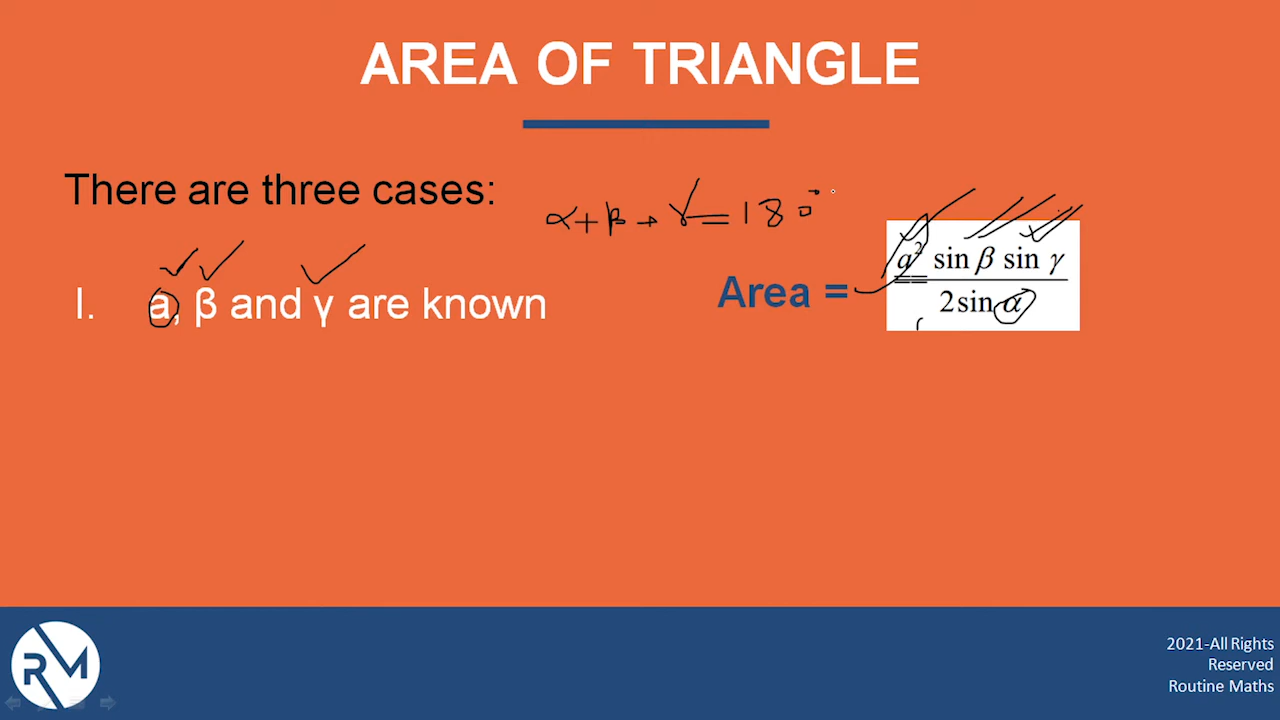 AREA OF TRIANGLE
There are three cases:
α + β + γ = 180°
I. a, β and γ are known
Area = a² sin β sin γ / 2 sin α
RM
2021-All Rights
Reserved
Routine Maths